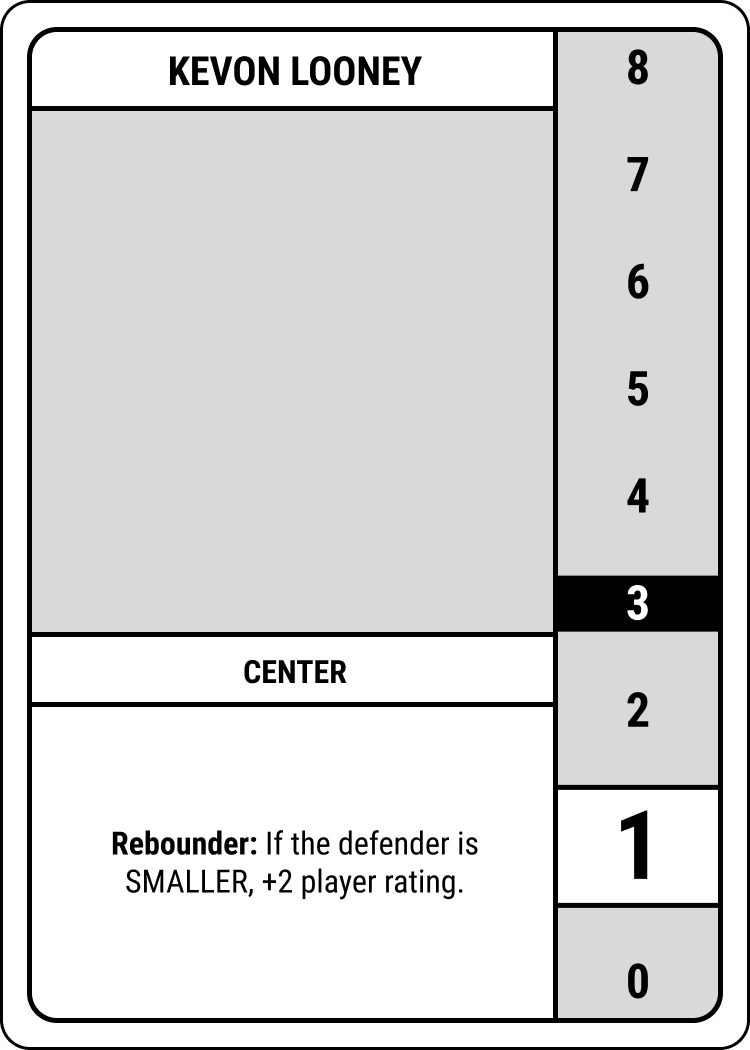 KEVON LOONEY
CENTER
Rebounder: If the defender is
SMALLER, +2 player rating.
8
7
6
5
4
3
2
1
0